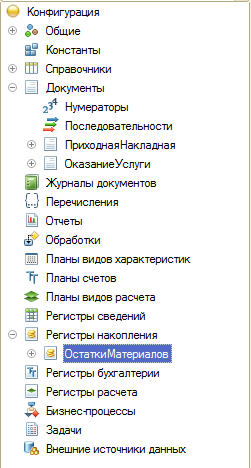 Конфигурация
Общие
Константы
Справочники
Документы
Нумераторы
Последовательности
ПриходнаяНакладная
ОказаниеУслуги
Журналы документов
Перечисления
Отчеты
Обработки
Планы видов характеристик
Планы счетов
Планы видов расчета
Регистры сведений
Регистры накопления
ОстаткиМатериалов
Регистры бухгалтерии
Регистры расчета
Бизнес-процессы
Задачи
Внешние источники данных